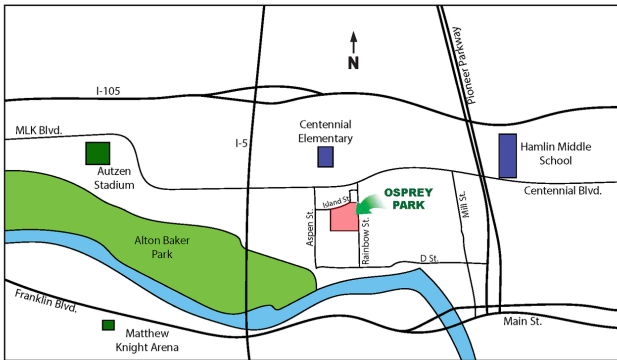 N
Pioneer Parkway
I-105
MLK Blvd.
I-5
Centennial
Elementary
Hamlin Middle
School
Autzen
Stadium
Centennial Blvd.
OSPREY
PARK
Island St.
Aspen St.
Rainbow St.
Mill St.
Alton Baker
Park
D St.
Franklin Blvd.
Main St.
Matthew
Knight Arena